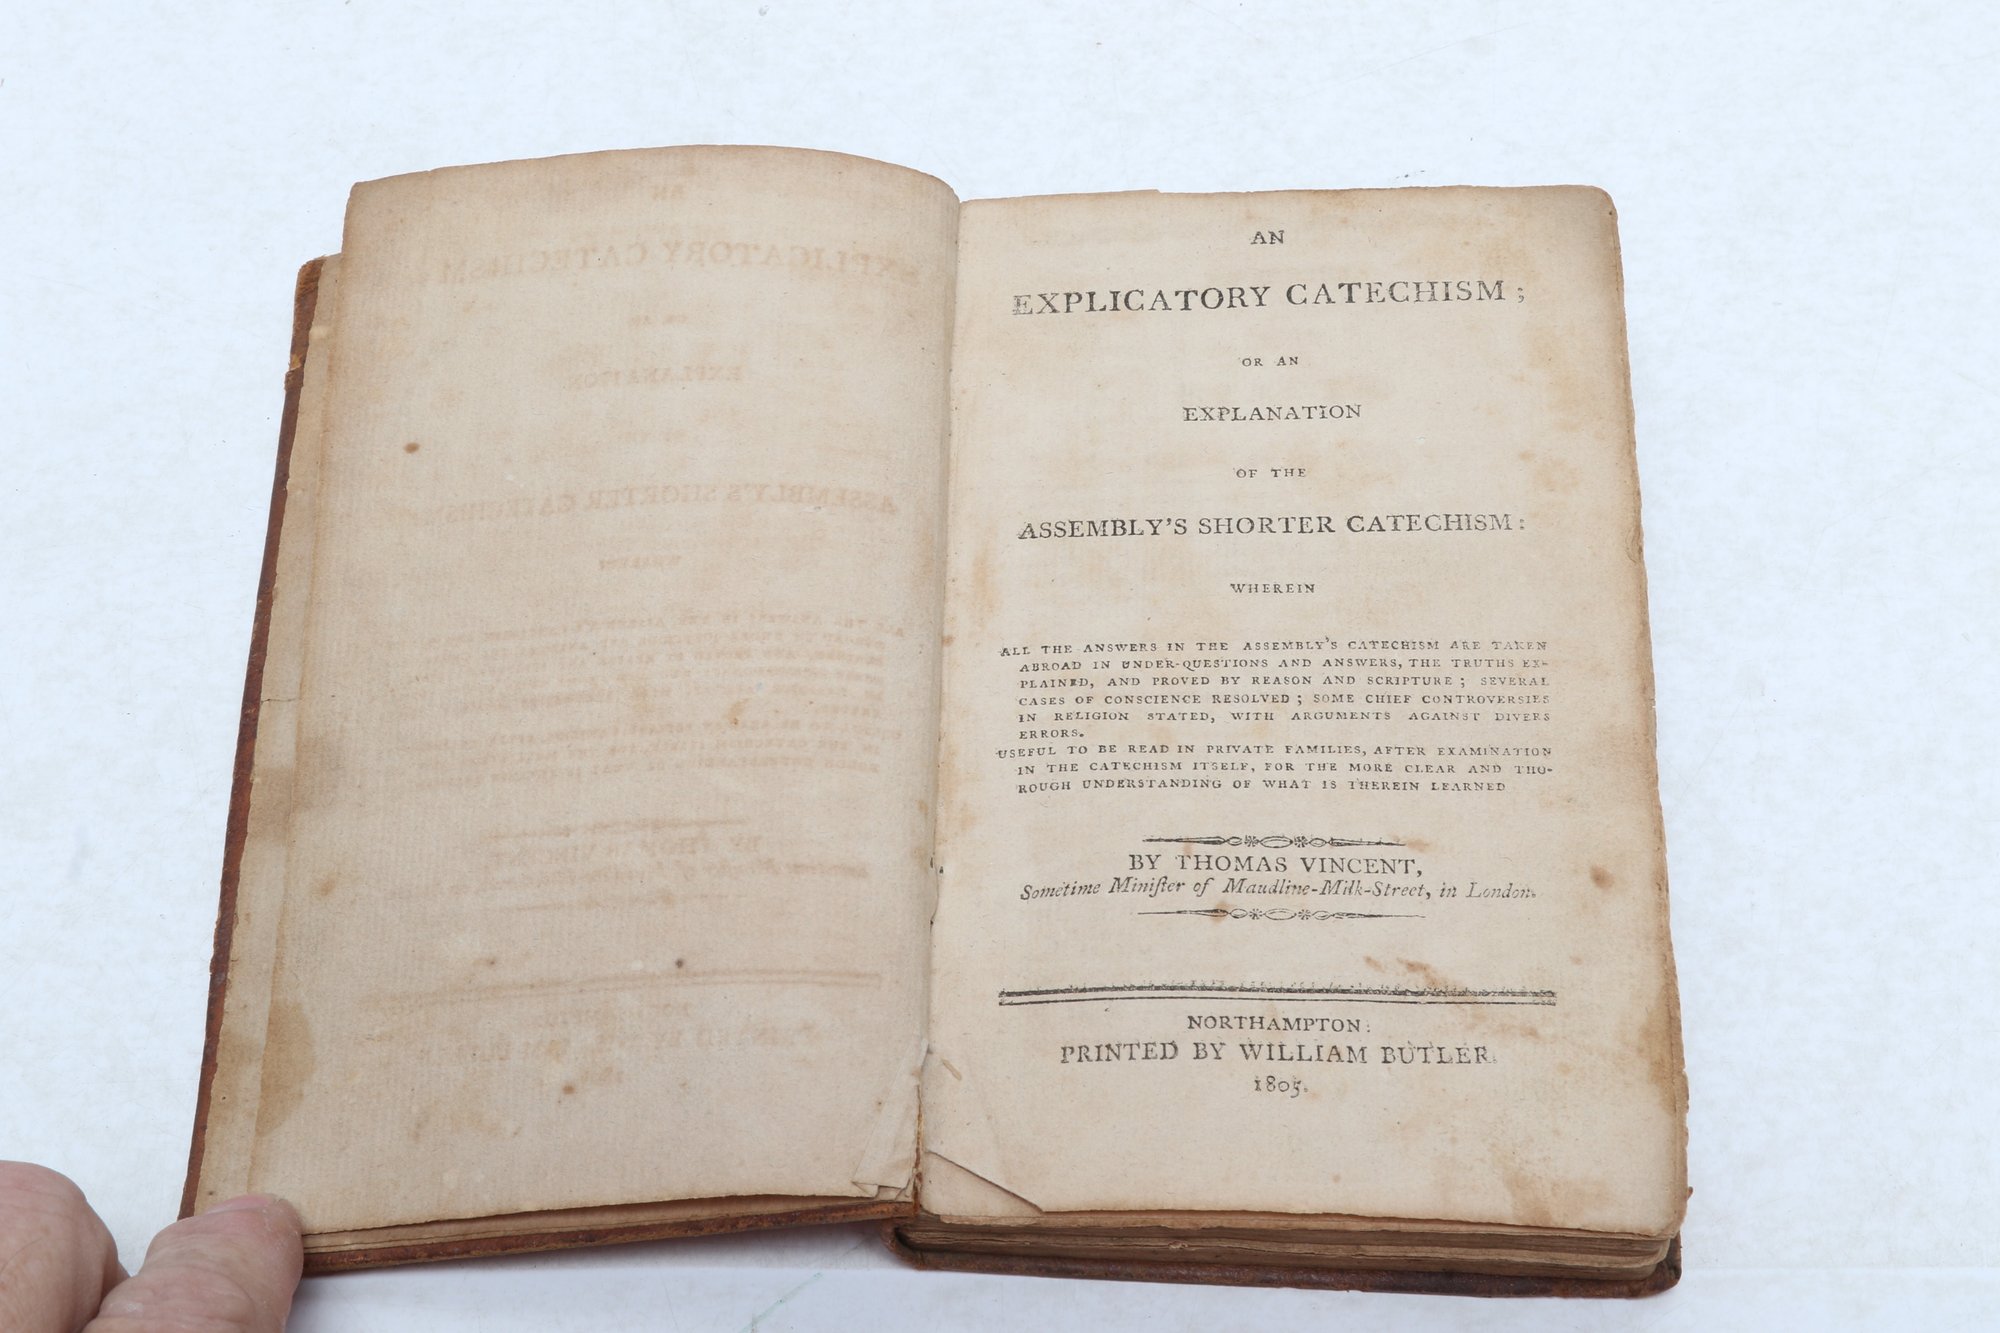 AN
EXPLICATORY CATECHISM;
OR AN
EXPLANATION
OF THE
ASSEMBLY'S SHORTER CATECHISM:
WHEREIN
ALL THE ANSWERS IN THE ASSEMBLY'S CATECHISM ARE TAKEN
ABROAD IN UNDER-QUESTIONS AND ANSWERS, THE TRUTHS EX-
PLAINED, AND PROVED BY REASON AND SCRIPTURE; SEVERAL
CASES OF CONSCIENCE RESOLVED; SOME CHIEF CONTROVERSIES
IN RELIGION STATED, WITH ARGUMENTS AGAINST DIVERS
ERRORS.
USEFUL TO BE READ IN PRIVATE FAMILIES, AFTER EXAMINATION
IN THE CATECHISM ITSELF, FOR THE MORE CLEAR AND THO-
ROUGH UNDERSTANDING OF WHAT IS THEREIN LEARNED
BY THOMAS VINCENT,
Sometime Miniſter of Maudline-Milk-Street, in London.
NORTHAMPTON:
PRINTED BY WILLIAM BUTLER.
1805.